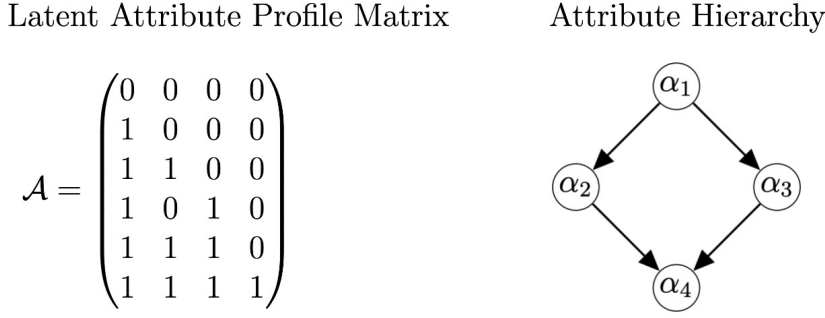 Latent Attribute Profile Matrix
Attribute Hierarchy
0 0 0 0
1 0 0 0
1 1 0 0
𝒜 =
1 0 1 0
1 1 1 0
1 1 1 1
α₁
α₂ α₃
α₄